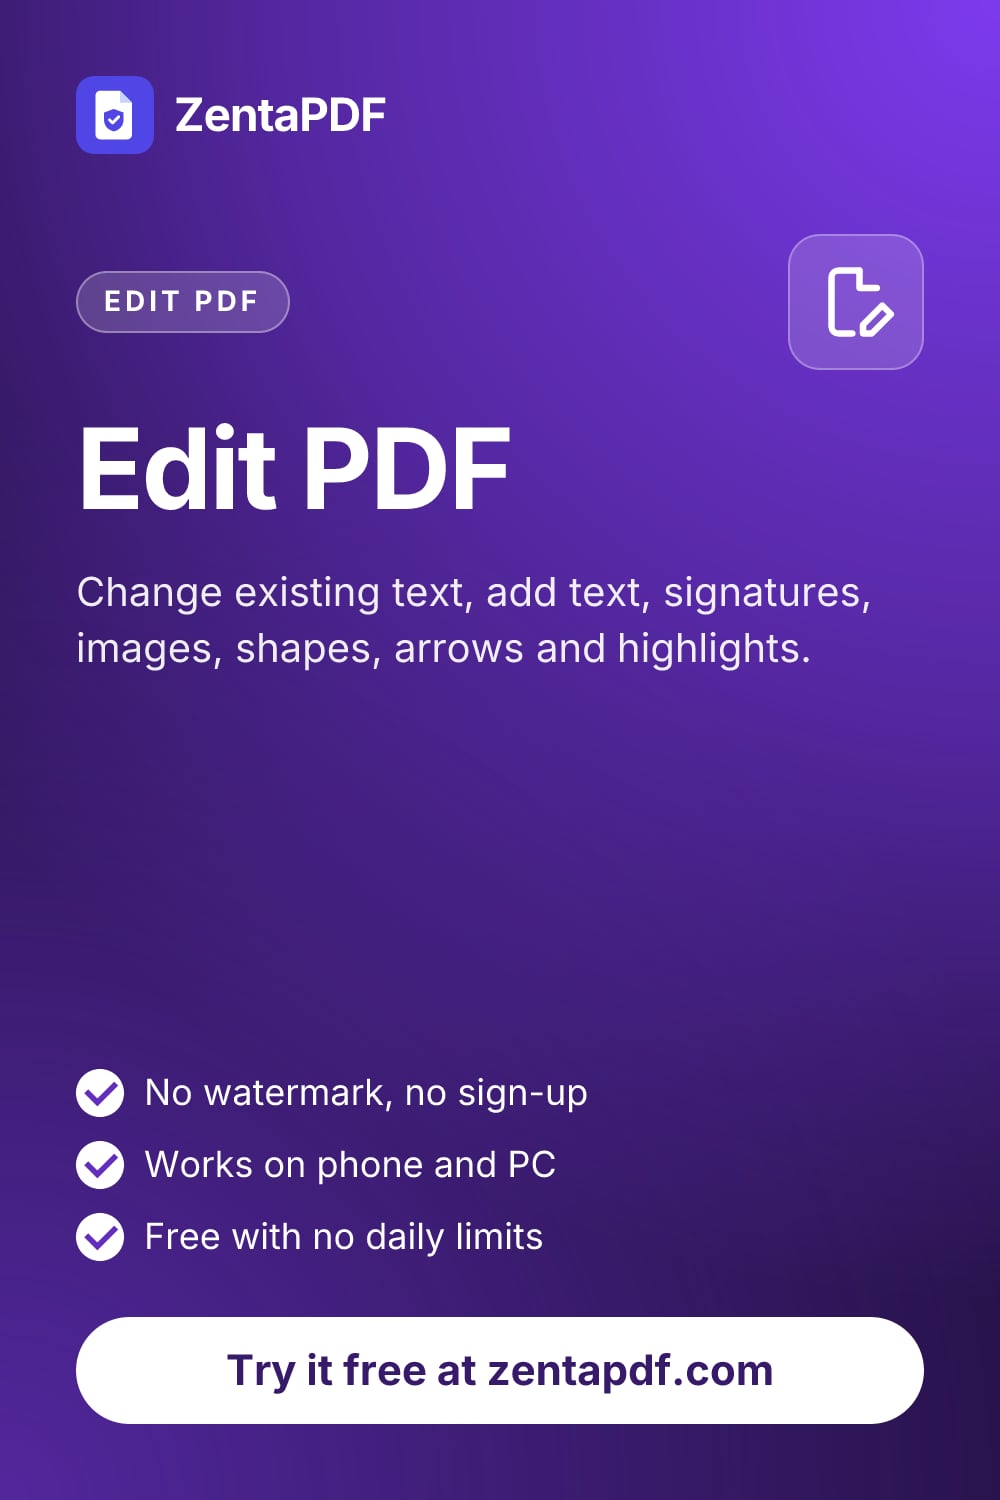 ZentaPDF
EDIT PDF
Edit PDF
Change existing text, add text, signatures,
images, shapes, arrows and highlights.
No watermark, no sign-up
Works on phone and PC
Free with no daily limits
Try it free at zentapdf.com